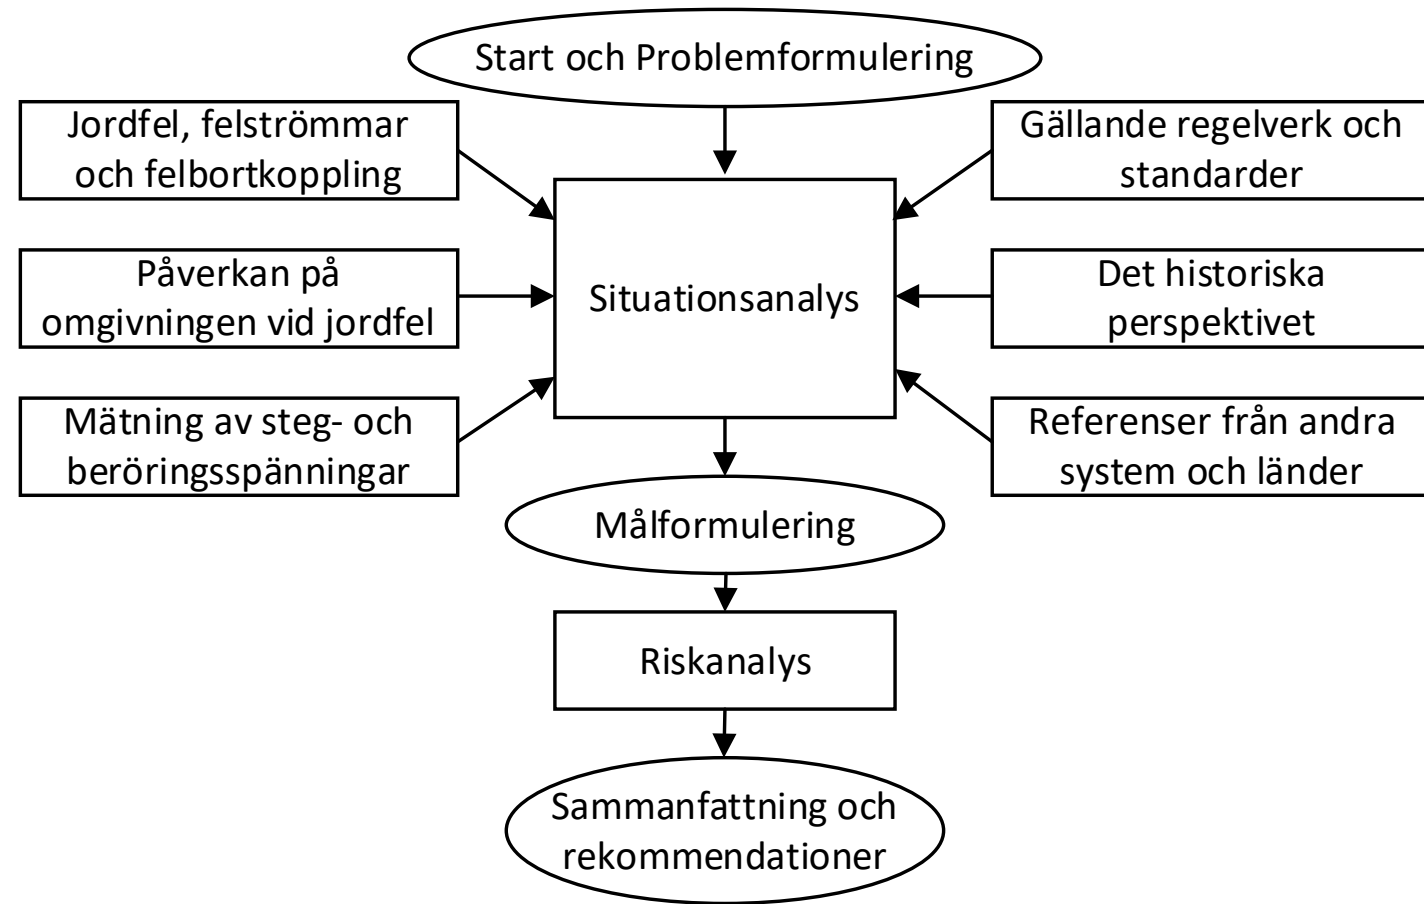 Start och Problemformulering
Jordfel, felströmmar
och felbortkoppling
Gällande regelverk och
standarder
Påverkan på
omgivningen vid jordfel
Situationsanalys
Det historiska
perspektivet
Mätning av steg- och
beröringsspänningar
Referenser från andra
system och länder
Målformulering
Riskanalys
Sammanfattning och
rekommendationer